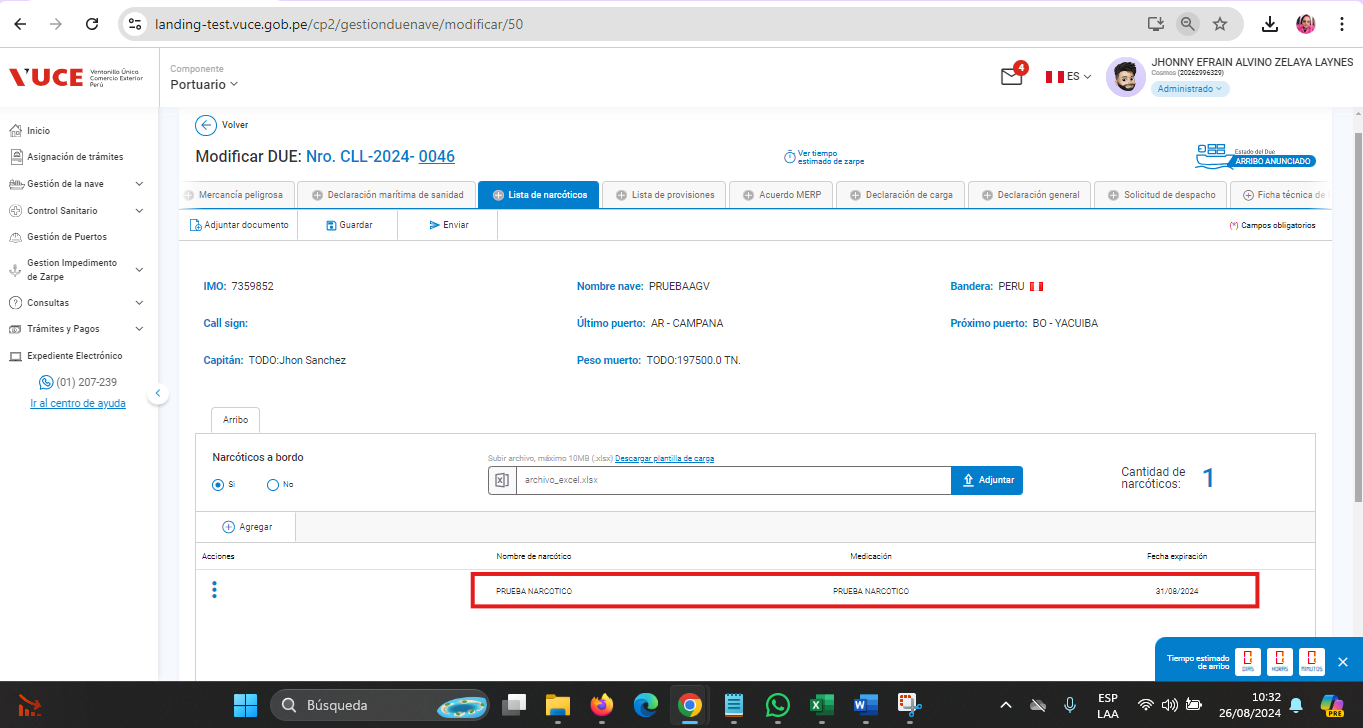 landing-test.vuce.gob.pe/cp2/gestionduenave/modificar/50
VUCE Ventanilla Única
Comercio Exterior
Perú
Componente
Portuario
4
ES
JHONNY EFRAIN ALVINO ZELAYA LAYNES
Cosmos (20262996329)
Administrado
Inicio
Asignación de trámites
Gestión de la nave
Control Sanitario
Gestión de Puertos
Gestion Impedimento
de Zarpe
Consultas
Trámites y Pagos
Expediente Electrónico
(01) 207-239
Ir al centro de ayuda
Volver
Modificar DUE: Nro. CLL-2024- 0046
Ver tiempo
estimado de zarpe
Estado del Due
ARRIBO ANUNCIADO
Mercancía peligrosa
Declaración marítima de sanidad
Lista de narcóticos
Lista de provisiones
Acuerdo MERP
Declaración de carga
Declaración general
Solicitud de despacho
Ficha técnica de
Adjuntar documento
Guardar
Enviar
(*) Campos obligatorios
IMO: 7359852
Nombre nave: PRUEBAAGV
Bandera: PERU
Call sign:
Último puerto: AR - CAMPANA
Próximo puerto: BO - YACUIBA
Capitán: TODO:Jhon Sanchez
Peso muerto: TODO:197500.0 TN.
Arribo
Narcóticos a bordo
Si
No
Subir archivo, máximo 10MB (.xlsx) Descargar plantilla de carga
archivo_excel.xlsx
Adjuntar
Cantidad de
narcóticos: 1
Agregar
Acciones
Nombre de narcótico
Medicación
Fecha expiración
PRUEBA NARCOTICO
PRUEBA NARCOTICO
31/08/2024
Tiempo estimado
de arribo
0 DÍAS
0 HORAS
0 MINUTOS
Búsqueda
ESP
LAA
10:32
26/08/2024
PRE